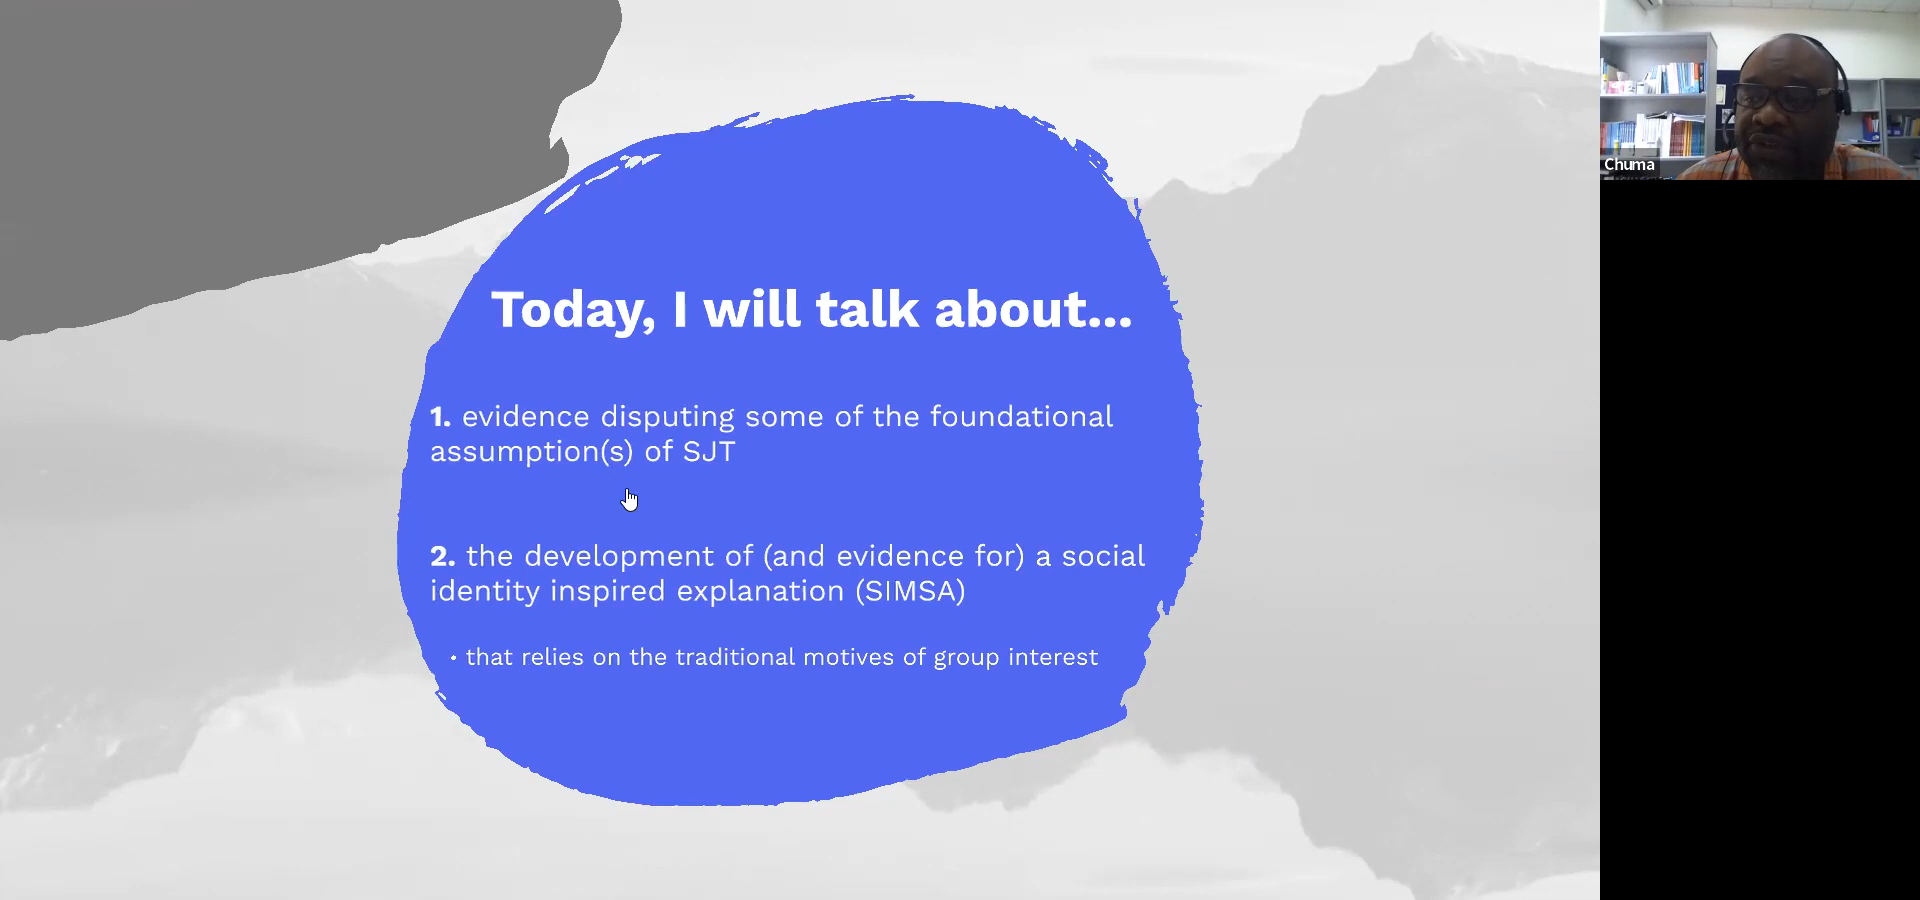 Today, I will talk about...
1. evidence disputing some of the foundational
assumption(s) of SJT
2. the development of (and evidence for) a social
identity inspired explanation (SIMSA)
• that relies on the traditional motives of group interest
Chuma